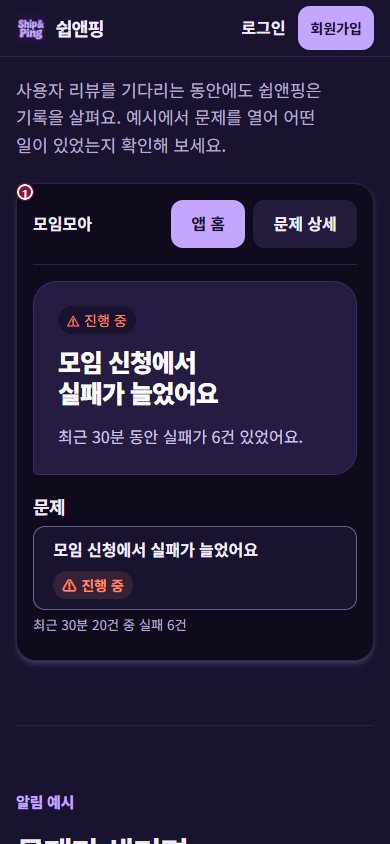 Ship&
Ping
쉽앤핑
로그인
회원가입
사용자 리뷰를 기다리는 동안에도 쉽앤핑은
기록을 살펴요. 예시에서 문제를 열어 어떤
일이 있었는지 확인해 보세요.
1
모임모아
앱 홈
문제 상세
진행 중
모임 신청에서
실패가 늘었어요
최근 30분 동안 실패가 6건 있었어요.
문제
모임 신청에서 실패가 늘었어요
진행 중
최근 30분 20건 중 실패 6건
알림 예시